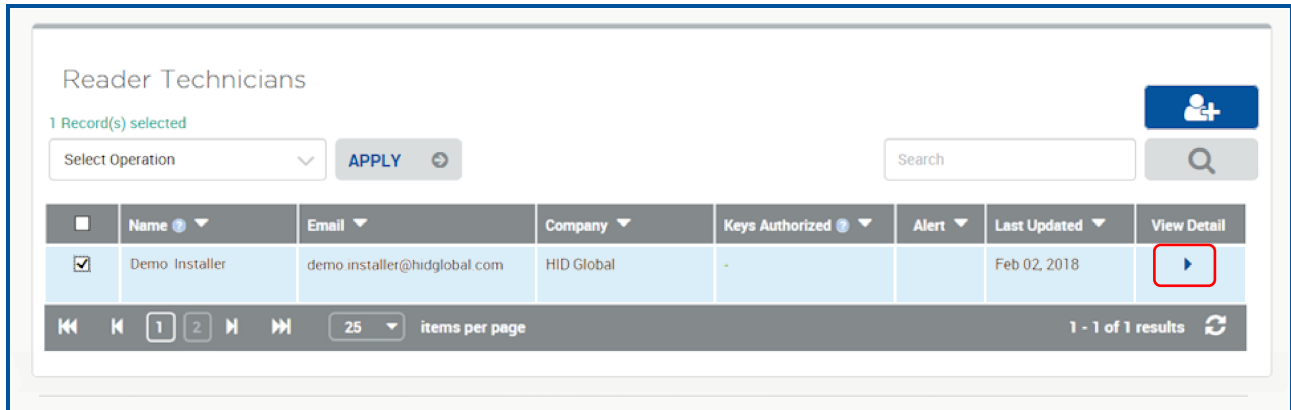 Reader Technicians
1 Record(s) selected
Select Operation APPLY Search
Name Email Company Keys Authorized Alert Last Updated View Detail
Demo Installer demo.installer@hidglobal.com HID Global - Feb 02, 2018
1 2 25 items per page 1 - 1 of 1 results